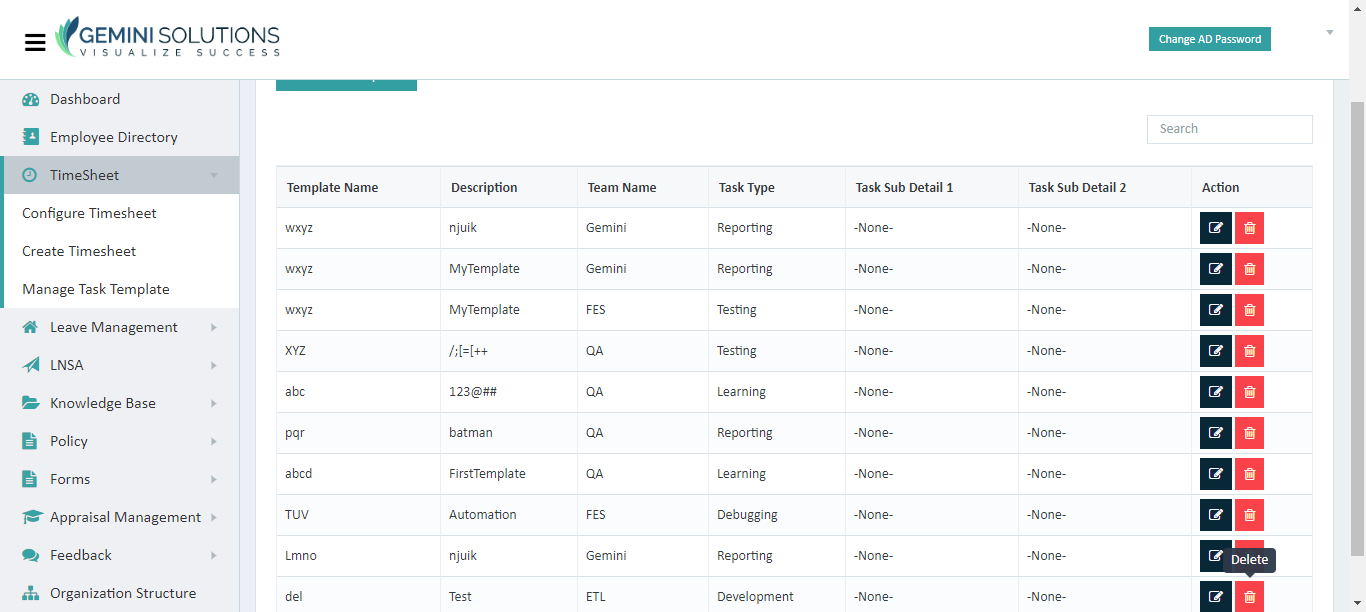 GEMINI SOLUTIONS
VISUALIZE SUCCESS
Change AD Password
Dashboard
Employee Directory
TimeSheet
Configure Timesheet
Create Timesheet
Manage Task Template
Leave Management
LNSA
Knowledge Base
Policy
Forms
Appraisal Management
Feedback
Organization Structure
Search
Template Name Description Team Name Task Type Task Sub Detail 1 Task Sub Detail 2 Action
wxyz njuik Gemini Reporting -None- -None-
wxyz MyTemplate Gemini Reporting -None- -None-
wxyz MyTemplate FES Testing -None- -None-
XYZ /;[=[++ QA Testing -None- -None-
abc 123@## QA Learning -None- -None-
pqr batman QA Reporting -None- -None-
abcd FirstTemplate QA Learning -None- -None-
TUV Automation FES Debugging -None- -None-
Lmno njuik Gemini Reporting -None- -None-
Delete
del Test ETL Development -None- -None-